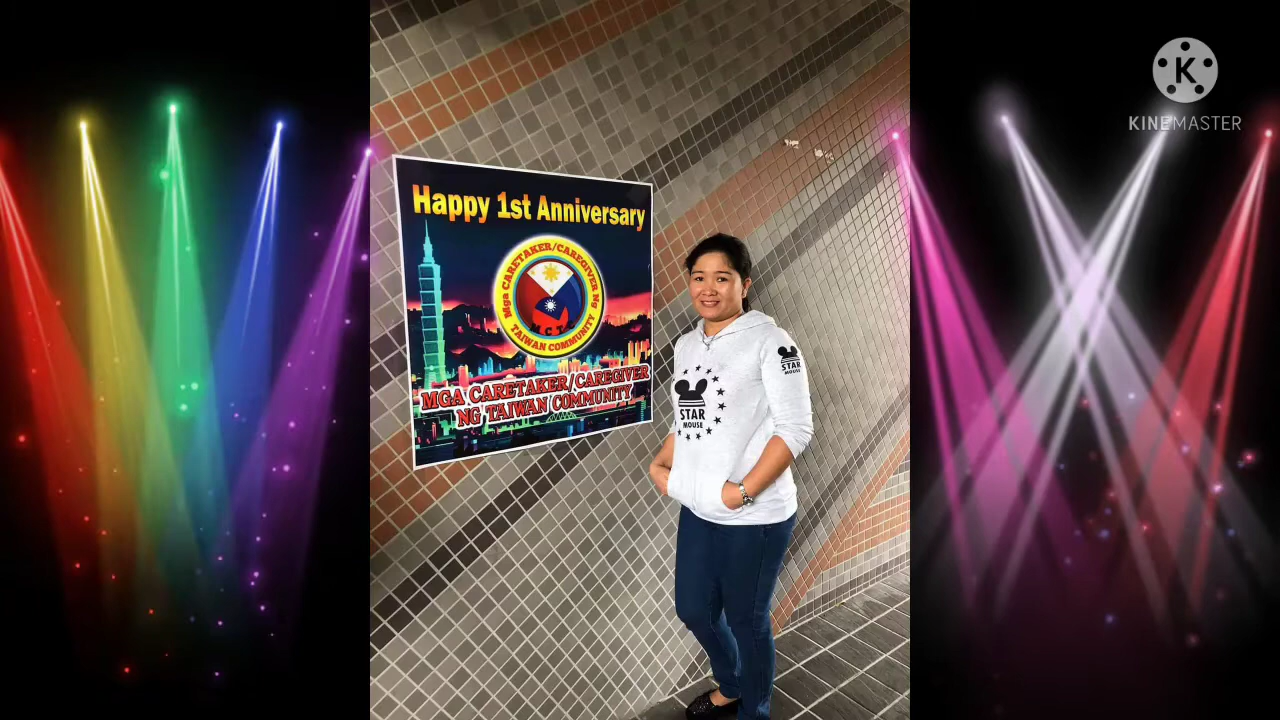 KINEMASTER
Happy 1st Anniversary
Mga CARETAKER/CAREGIVER NG
TAIWAN COMMUNITY
M C T C
MGA CARETAKER/CAREGIVER
NG TAIWAN COMMUNITY
STAR
MOUSE
STAR
MOUSE